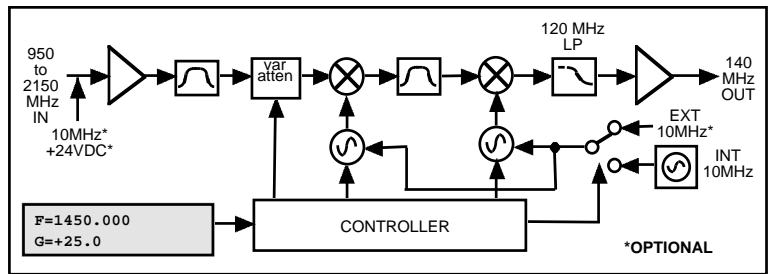 950
to
2150
MHz
IN
10MHz*
+24VDC*
var
atten
120 MHz
LP
140
MHz
OUT
EXT
10MHz*
INT
10MHz
F=1450.000
G=+25.0
CONTROLLER
*OPTIONAL